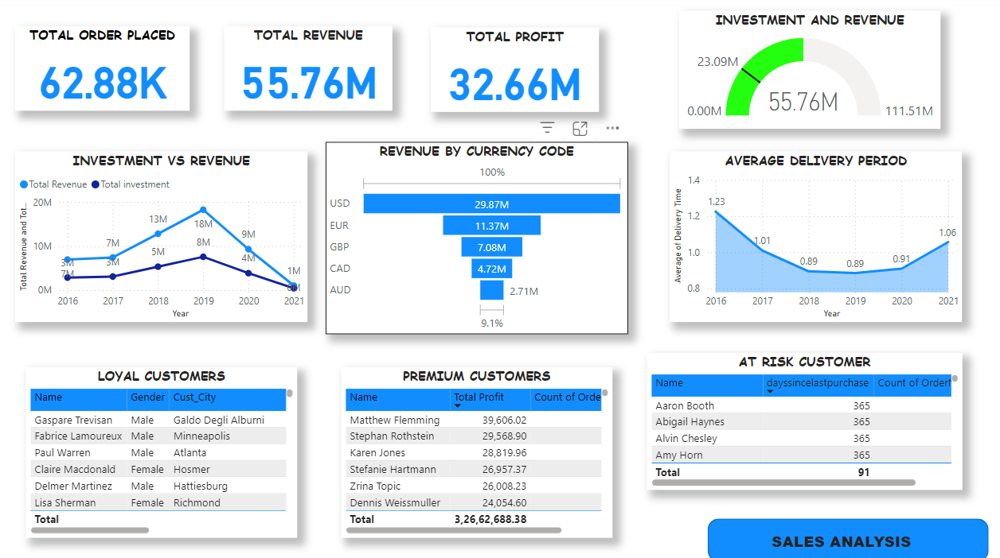 TOTAL ORDER PLACED
62.88K
TOTAL REVENUE
55.76M
TOTAL PROFIT
32.66M
INVESTMENT AND REVENUE
23.09M
0.00M
55.76M
111.51M
INVESTMENT VS REVENUE
Total Revenue Total investment
Total Revenue and Tot...
20M
10M
0M
3M
7M
7M
3M
13M
5M
18M
8M
9M
4M
1M
2016 2017 2018 2019 2020 2021
Year
REVENUE BY CURRENCY CODE
100%
USD 29.87M
EUR 11.37M
GBP 7.08M
CAD 4.72M
AUD 2.71M
9.1%
AVERAGE DELIVERY PERIOD
Average of Delivery Time
1.4
1.2
1.0
0.8
1.23
1.01
0.89
0.89
0.91
1.06
2016 2017 2018 2019 2020 2021
Year
LOYAL CUSTOMERS
Name Gender Cust_City
Gaspare Trevisan Male Galdo Degli Alburni
Fabrice Lamoureux Male Minneapolis
Paul Warren Male Atlanta
Claire Macdonald Female Hosmer
Delmer Martinez Male Hattiesburg
Lisa Sherman Female Richmond
Total
PREMIUM CUSTOMERS
Name Total Profit Count of Orde
Matthew Flemming 39,606.02
Stephan Rothstein 29,568.90
Karen Jones 28,819.96
Stefanie Hartmann 26,957.37
Zrina Topic 26,008.23
Dennis Weissmuller 24,054.60
Total 3,26,62,688.38
AT RISK CUSTOMER
Name dayssincelastpurchase Count of Order
Aaron Booth 365
Abigail Haynes 365
Alvin Chesley 365
Amy Horn 365
Total 91
SALES ANALYSIS